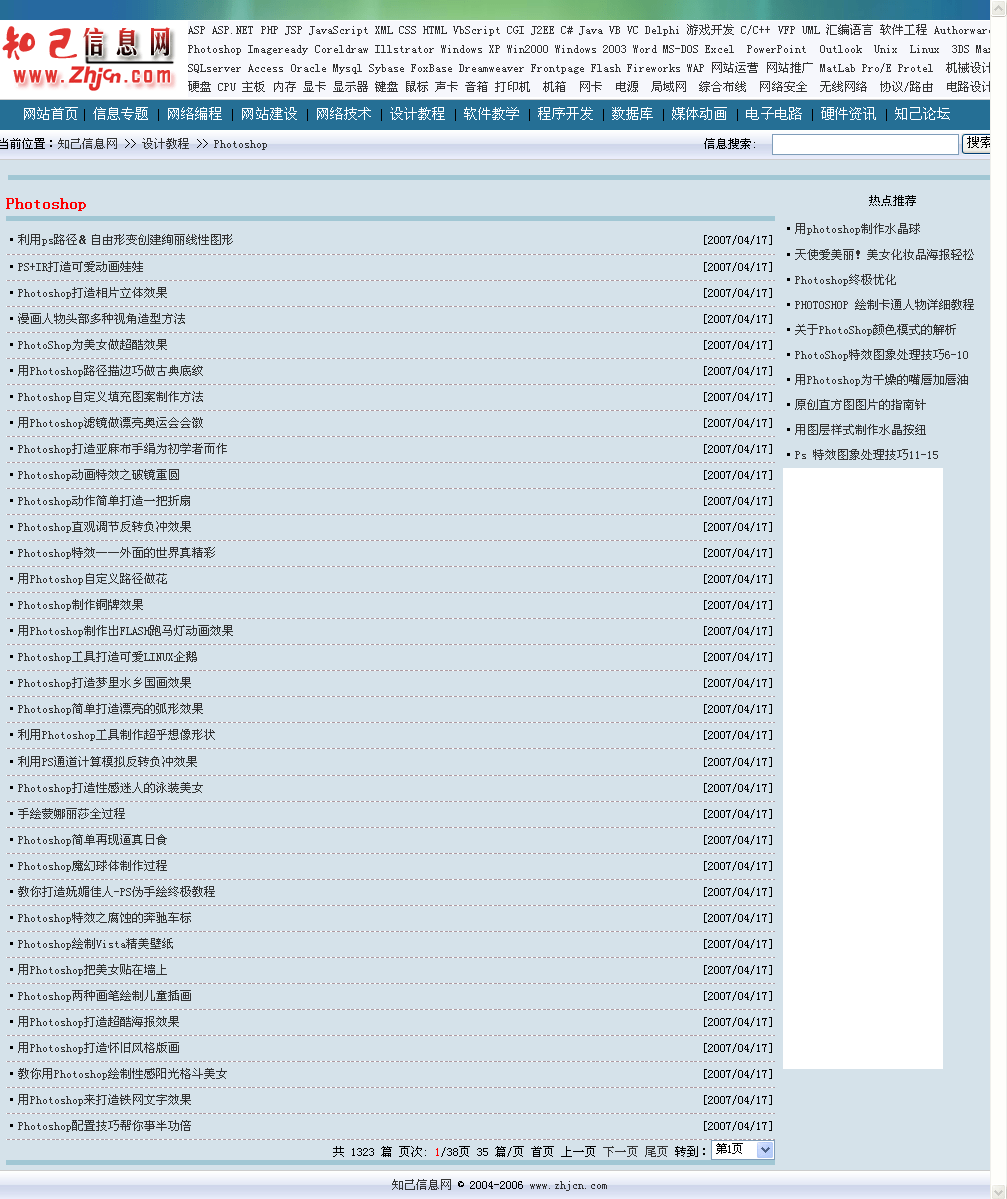 知己信息网
www.Zhjcn.com
ASP ASP.NET PHP JSP JavaScript XML CSS HTML VbScript CGI J2EE C# Java VB VC Delphi 游戏开发 C/C++ VFP UML 汇编语言 软件工程 Authorwar
Photoshop Imageready Coreldraw Illstrator Windows XP Win2000 Windows 2003 Word MS-DOS Excel PowerPoint Outlook Unix Linux 3DS Ma
SQLserver Access Oracle Mysql Sybase FoxBase Dreamweaver Frontpage Flash Fireworks WAP 网站运营 网站推广 MatLab Pro/E Protel 机械设计
硬盘 CPU 主板 内存 显卡 显示器 键盘 鼠标 声卡 音箱 打印机 网卡 机箱 电源 局域网 综合布线 网络安全 无线网络 协议/路由 电路设计
网站首页 | 信息专题 | 网络编程 | 网站建设 | 网络技术 | 设计教程 | 软件教学 | 程序开发 | 数据库 | 媒体动画 | 电子电路 | 硬件资讯 | 知己论坛
当前位置：知己信息网 >> 设计教程 >> Photoshop 信息搜索: 搜索
Photoshop
利用ps路径& 自由形变创建绚丽线性图形 [2007/04/17]
PS+IR打造可爱动画娃娃 [2007/04/17]
Photoshop打造相片立体效果 [2007/04/17]
漫画人物头部多种视角造型方法 [2007/04/17]
PhotoShop为美女做超酷效果 [2007/04/17]
用Photoshop路径描边巧做古典底纹 [2007/04/17]
Photoshop自定义填充图案制作方法 [2007/04/17]
用Photoshop滤镜做漂亮奥运会会徽 [2007/04/17]
Photoshop打造亚麻布手绢为初学者而作 [2007/04/17]
Photoshop动画特效之破镜重圆 [2007/04/17]
Photoshop动作简单打造一把折扇 [2007/04/17]
Photoshop直观调节反转负冲效果 [2007/04/17]
Photoshop特效一一外面的世界真精彩 [2007/04/17]
用Photoshop自定义路径做花 [2007/04/17]
Photoshop制作铜牌效果 [2007/04/17]
用Photoshop制作出FLASH跑马灯动画效果 [2007/04/17]
Photoshop工具打造可爱LINUX企鹅 [2007/04/17]
Photoshop打造梦里水乡国画效果 [2007/04/17]
Photoshop简单打造漂亮的弧形效果 [2007/04/17]
利用Photoshop工具制作超乎想像形状 [2007/04/17]
利用PS通道计算模拟反转负冲效果 [2007/04/17]
Photoshop打造性感迷人的泳装美女 [2007/04/17]
手绘蒙娜丽莎全过程 [2007/04/17]
Photoshop简单再现逼真日食 [2007/04/17]
Photoshop魔幻球体制作过程 [2007/04/17]
教你打造妩媚佳人-PS仿手绘终极教程 [2007/04/17]
Photoshop特效之腐蚀的奔驰车标 [2007/04/17]
Photoshop绘制Vista精美壁纸 [2007/04/17]
用Photoshop把美女贴在墙上 [2007/04/17]
Photoshop两种画笔绘制儿童插画 [2007/04/17]
用Photoshop打造超酷海报效果 [2007/04/17]
用Photoshop打造怀旧风格版画 [2007/04/17]
教你用Photoshop绘制性感阳光格斗美女 [2007/04/17]
用Photoshop来打造铁网文字效果 [2007/04/17]
Photoshop配置技巧帮你事半功倍 [2007/04/17]
共 1323 篇 页次: 1/38页 35 篇/页 首页 上一页 下一页 尾页 转到： 第1页
热点推荐
用photoshop制作水晶球
天使爱美丽！美女化妆品海报轻松
Photoshop终极优化
PHOTOSHOP 绘制卡通人物详细教程
关于PhotoShop颜色模式的解析
PhotoShop特效图象处理技巧6-10
用Photoshop为干燥的嘴唇加唇油
原创直方图图片的指南针
用图层样式制作水晶按纽
Ps 特效图象处理技巧11-15
知己信息网 © 2004-2006 www.zhjcn.com